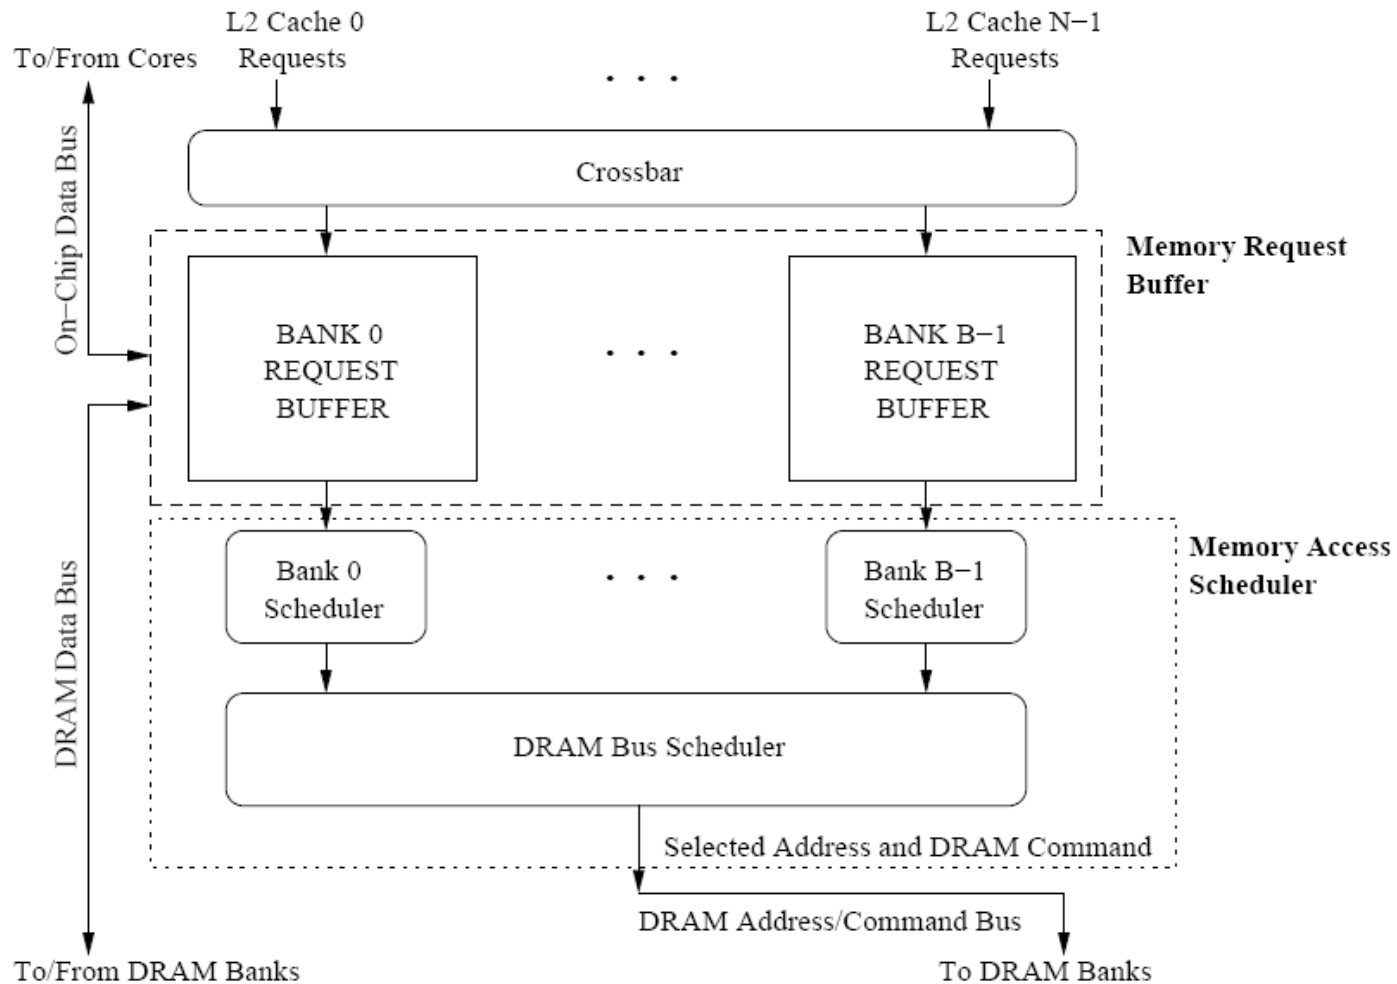 L2 Cache 0
Requests
L2 Cache N−1
Requests
To/From Cores
. . .
Crossbar
On−Chip Data Bus
Memory Request
Buffer
BANK 0
REQUEST
BUFFER
. . .
BANK B−1
REQUEST
BUFFER
Memory Access
Scheduler
Bank 0
Scheduler
. . .
Bank B−1
Scheduler
DRAM Data Bus
DRAM Bus Scheduler
Selected Address and DRAM Command
DRAM Address/Command Bus
To/From DRAM Banks
To DRAM Banks